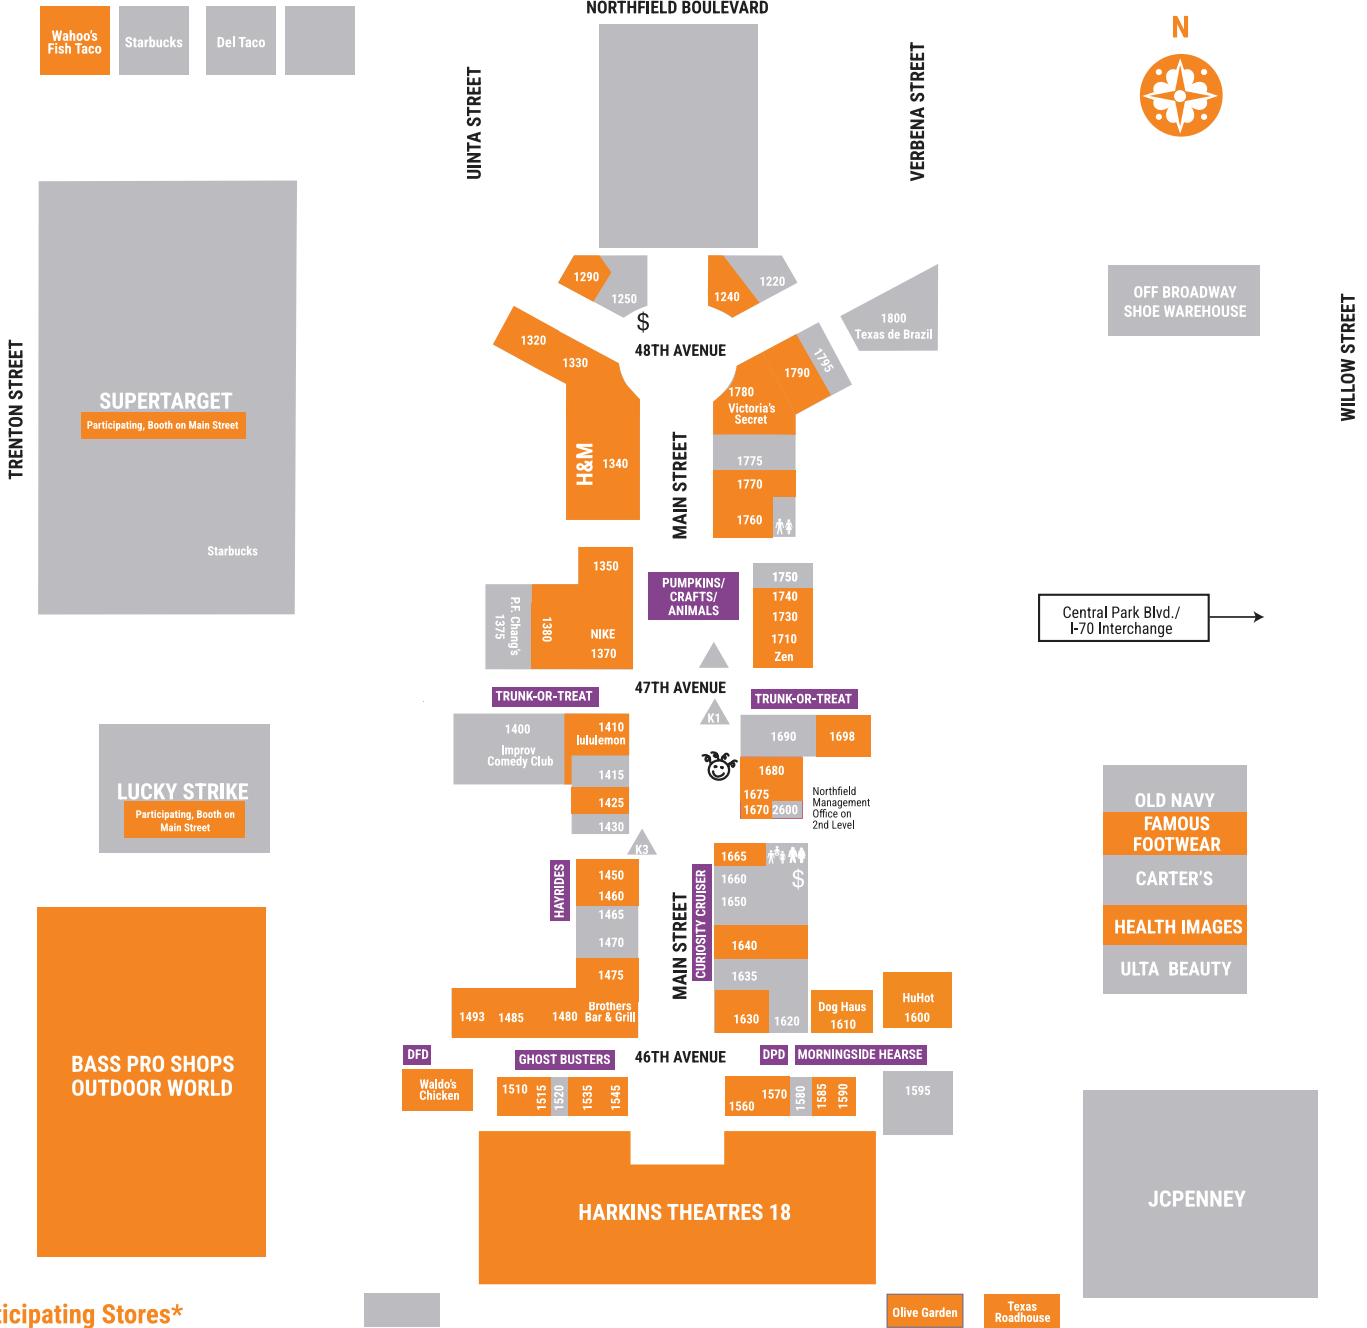 NORTHFIELD BOULEVARD
Wahoo's
Fish Taco
Starbucks
Del Taco
N
UINTA STREET
VERBENA STREET
TRENTON STREET
WILLOW STREET
SUPERTARGET
Participating, Booth on Main Street
Starbucks
1290
1250
$
1240
1220
48TH AVENUE
1320
1330
H&M
1340
MAIN STREET
1800
Texas de Brazil
1795
1790
1780
Victoria's
Secret
1775
1770
1760
OFF BROADWAY
SHOE WAREHOUSE
1350
P.F. Chang's
1375
1380
NIKE
1370
PUMPKINS/
CRAFTS/
ANIMALS
1750
1740
1730
1710
Zen
Central Park Blvd./
I-70 Interchange
47TH AVENUE
TRUNK-OR-TREAT
TRUNK-OR-TREAT
K1
1400
Improv
Comedy Club
1410
lululemon
1415
1425
1430
K3
1690
1698
1680
1675
1670
2600
Northfield
Management
Office on
2nd Level
LUCKY STRIKE
Participating, Booth on
Main Street
HAYRIDES
1450
1460
1465
1470
1475
Brothers
Bar & Grill
1493
1485
1480
MAIN STREET
CURIOSITY CRUISER
1665
1660
$
1650
1640
1635
1630
1620
Dog Haus
1610
HuHot
1600
OLD NAVY
FAMOUS
FOOTWEAR
CARTER'S
HEALTH IMAGES
ULTA BEAUTY
BASS PRO SHOPS
OUTDOOR WORLD
DFD
GHOST BUSTERS
46TH AVENUE
DPD
MORNINGSIDE HEARSE
Waldo's
Chicken
1510
1515
1520
1535
1545
1560
1570
1580
1585
1590
1595
HARKINS THEATRES 18
JCPENNEY
ticipating Stores*
Olive Garden
Texas
Roadhouse